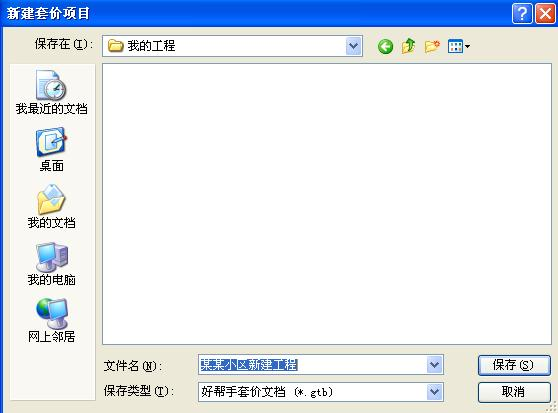 新建套价项目
保存在(I):
我的工程
我最近的文档
桌面
我的文档
我的电脑
网上邻居
文件名(N):
某某小区新建工程
保存(S)
保存类型(T):
好帮手套价文档 (*.gtb)
取消